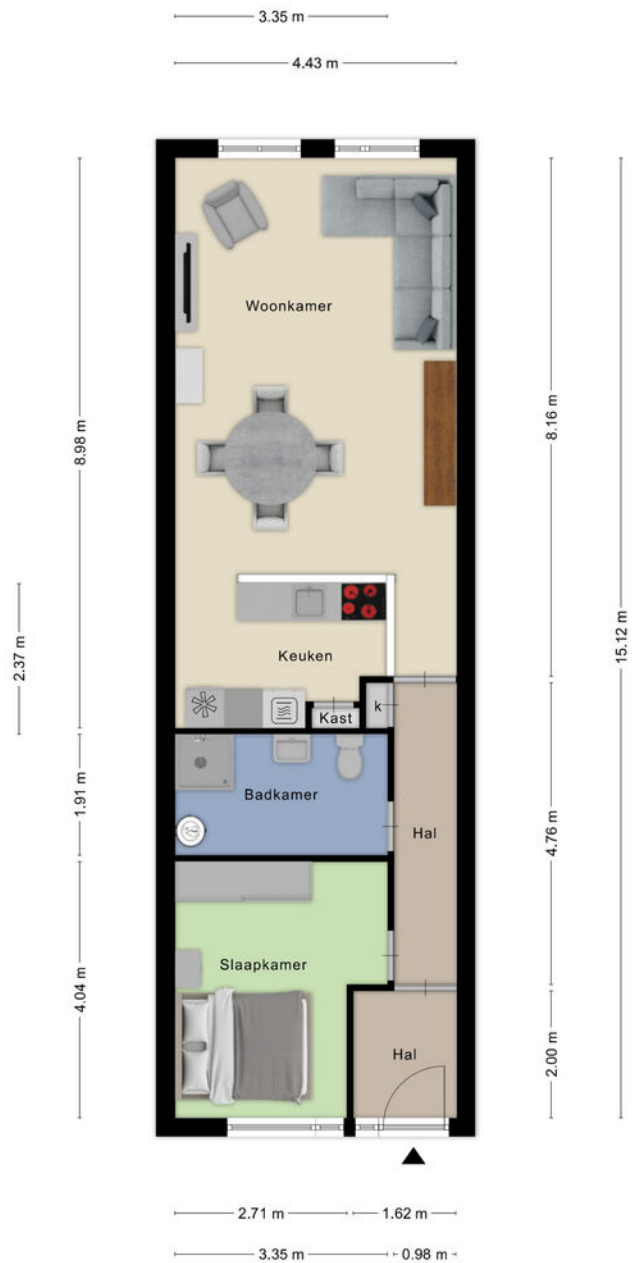 3.35 m
4.43 m
Woonkamer
8.98 m
8.16 m
15.12 m
2.37 m
Keuken
Kast
k
Badkamer
1.91 m
Hal
4.76 m
Slaapkamer
4.04 m
Hal
2.00 m
2.71 m
1.62 m
3.35 m
0.98 m